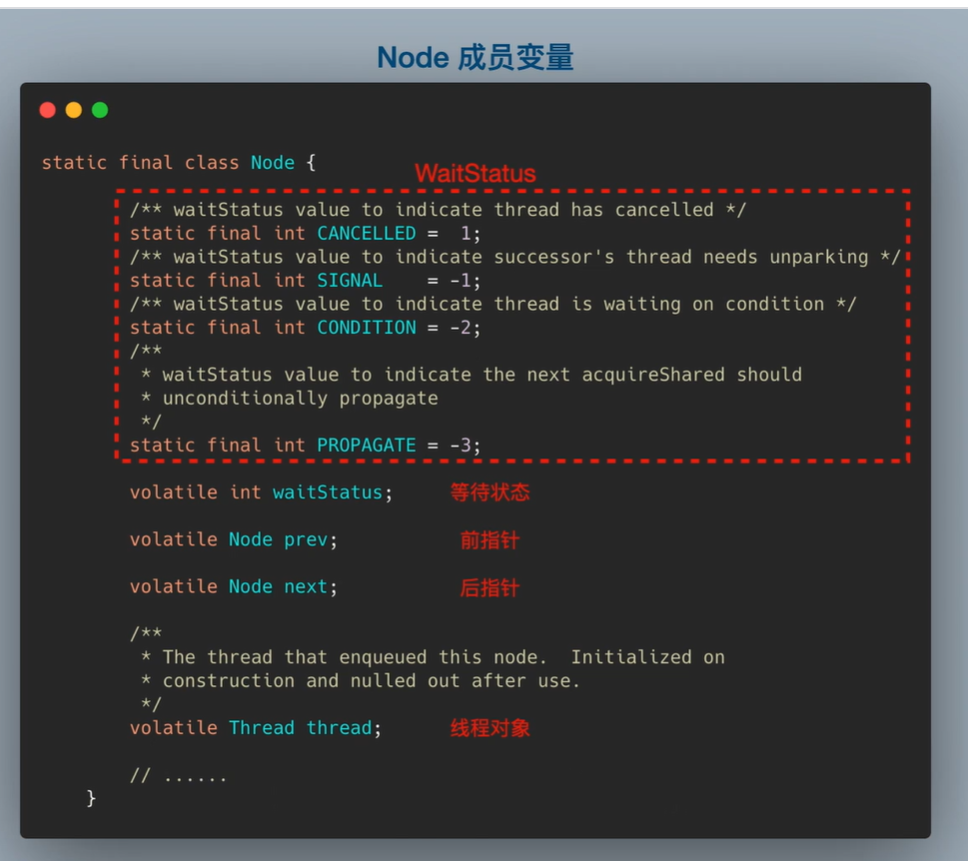 Node 成员变量
static final class Node {
WaitStatus
/** waitStatus value to indicate thread has cancelled */
static final int CANCELLED =  1;
/** waitStatus value to indicate successor's thread needs unparking */
static final int SIGNAL    = -1;
/** waitStatus value to indicate thread is waiting on condition */
static final int CONDITION = -2;
/**
* waitStatus value to indicate the next acquireShared should
* unconditionally propagate
*/
static final int PROPAGATE = -3;
volatile int waitStatus; 等待状态
volatile Node prev; 前指针
volatile Node next; 后指针
/**
* The thread that enqueued this node.  Initialized on
* construction and nulled out after use.
*/
volatile Thread thread; 线程对象
// ......
}